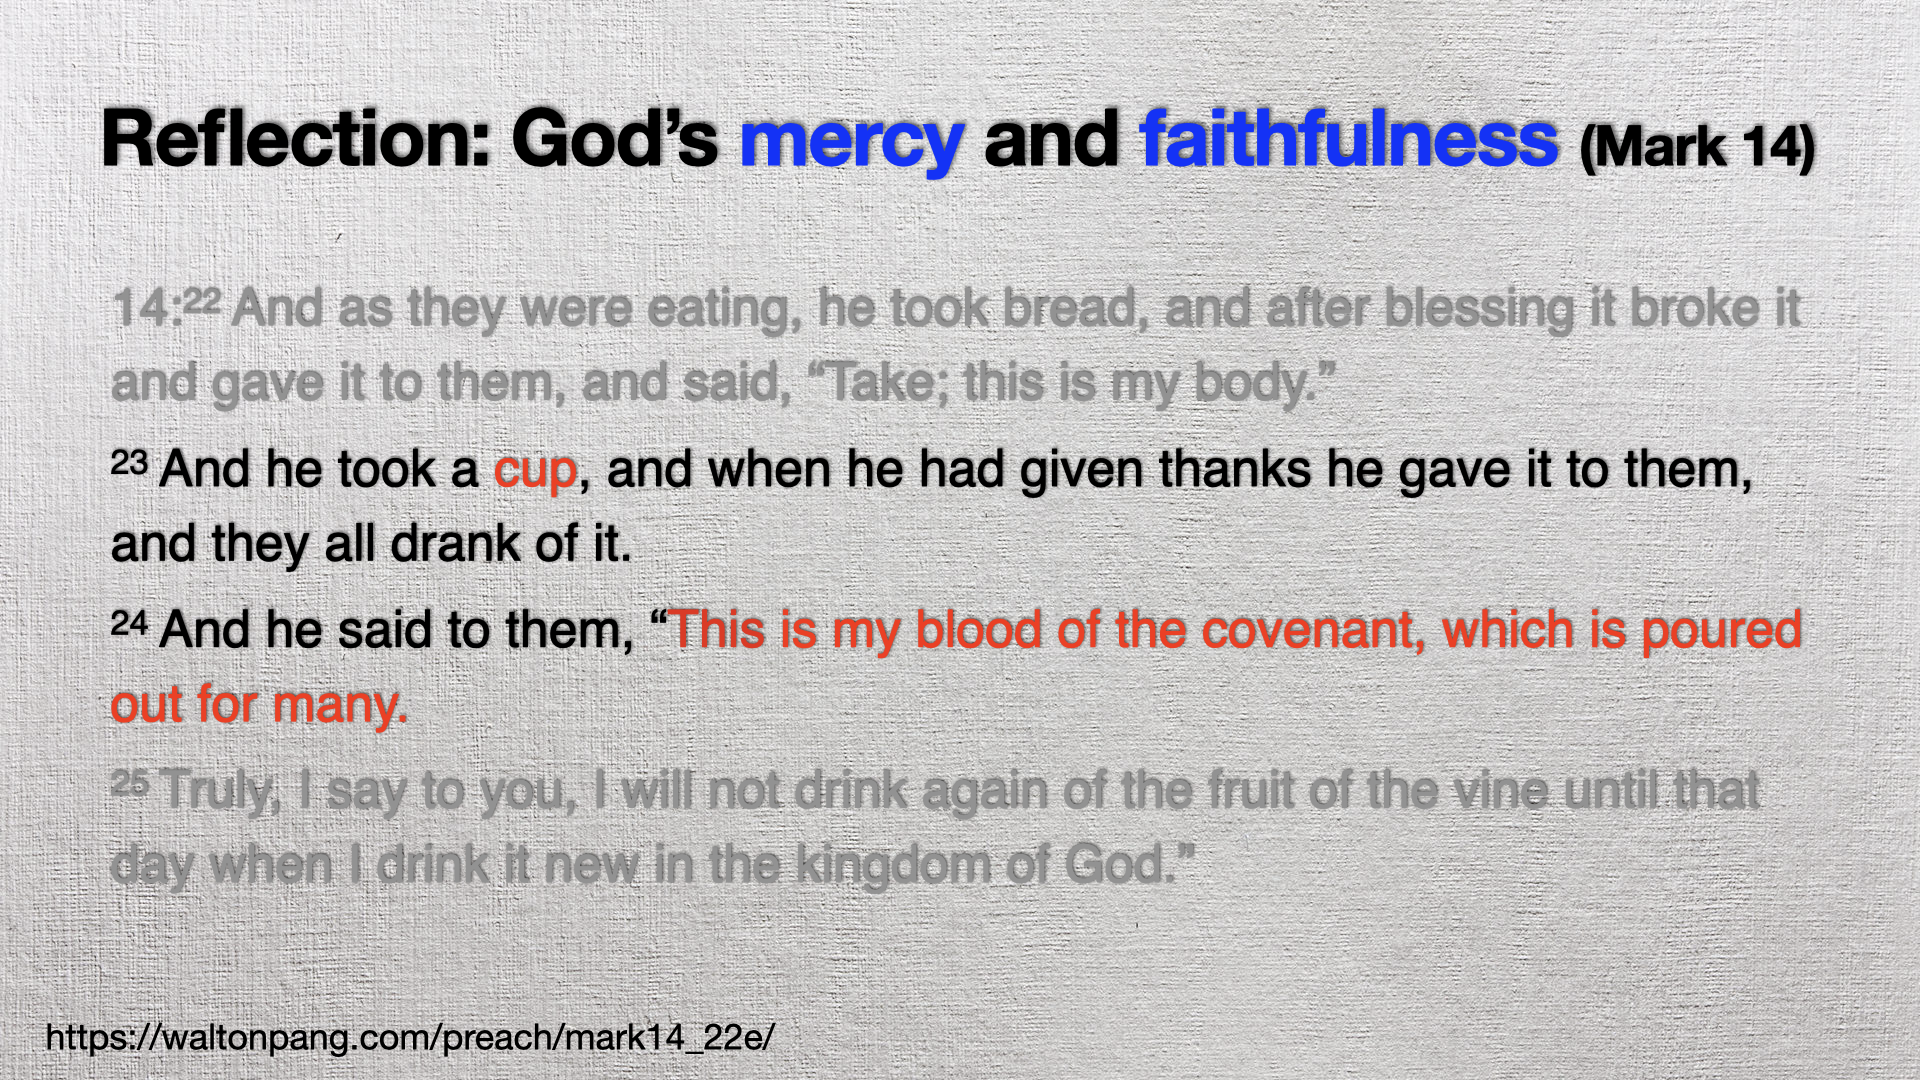 Reflection: God’s mercy and faithfulness (Mark 14)
14:²² And as they were eating, he took bread, and after blessing it broke it
and gave it to them, and said, “Take; this is my body.”
²³ And he took a cup, and when he had given thanks he gave it to them,
and they all drank of it.
²⁴ And he said to them, “This is my blood of the covenant, which is poured
out for many.
²⁵ Truly, I say to you, I will not drink again of the fruit of the vine until that
day when I drink it new in the kingdom of God.”
https://waltonpang.com/preach/mark14_22e/